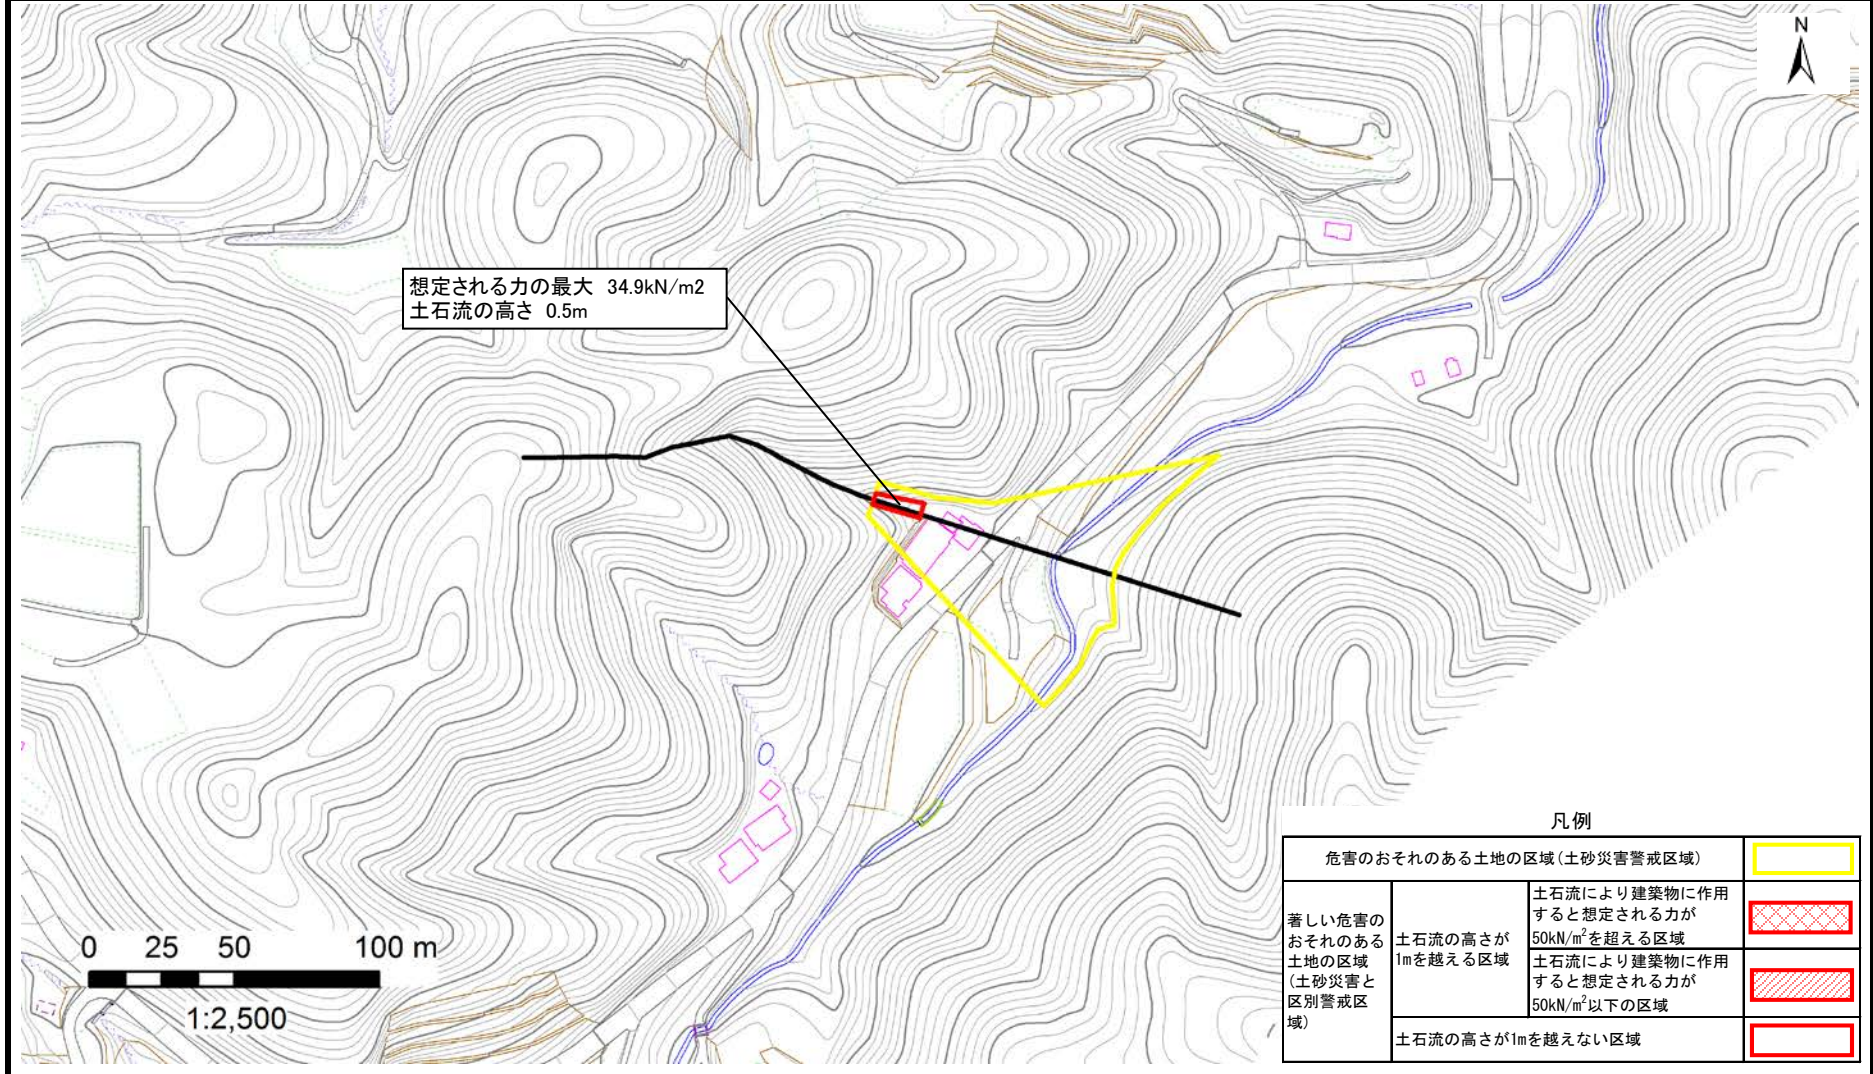 N
想定される力の最大 34.9kN/m2
土石流の高さ 0.5m
凡例
危害のおそれのある土地の区域(土砂災害警戒区域)
著しい危害の
おそれのある
土地の区域
(土砂災害と
区別警戒区
域)
土石流の高さが
1mを越える区域
土石流により建築物に作用
すると想定される力が
50kN/m²を超える区域
土石流により建築物に作用
すると想定される力が
50kN/m²以下の区域
土石流の高さが1mを越えない区域
0 25 50 100 m
1:2,500